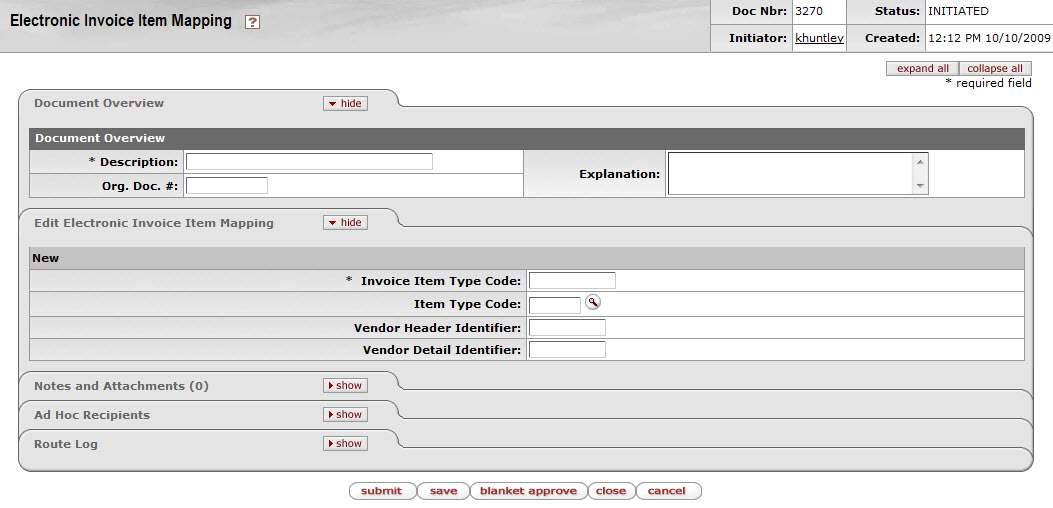 Electronic Invoice Item Mapping ?
Doc Nbr: 3270 Status: INITIATED
Initiator: khuntley Created: 12:12 PM 10/10/2009
expand all collapse all
* required field
Document Overview hide
Document Overview
* Description: Explanation:
Org. Doc. #:
Edit Electronic Invoice Item Mapping hide
New
* Invoice Item Type Code:
Item Type Code:
Vendor Header Identifier:
Vendor Detail Identifier:
Notes and Attachments (0) show
Ad Hoc Recipients show
Route Log show
submit save blanket approve close cancel